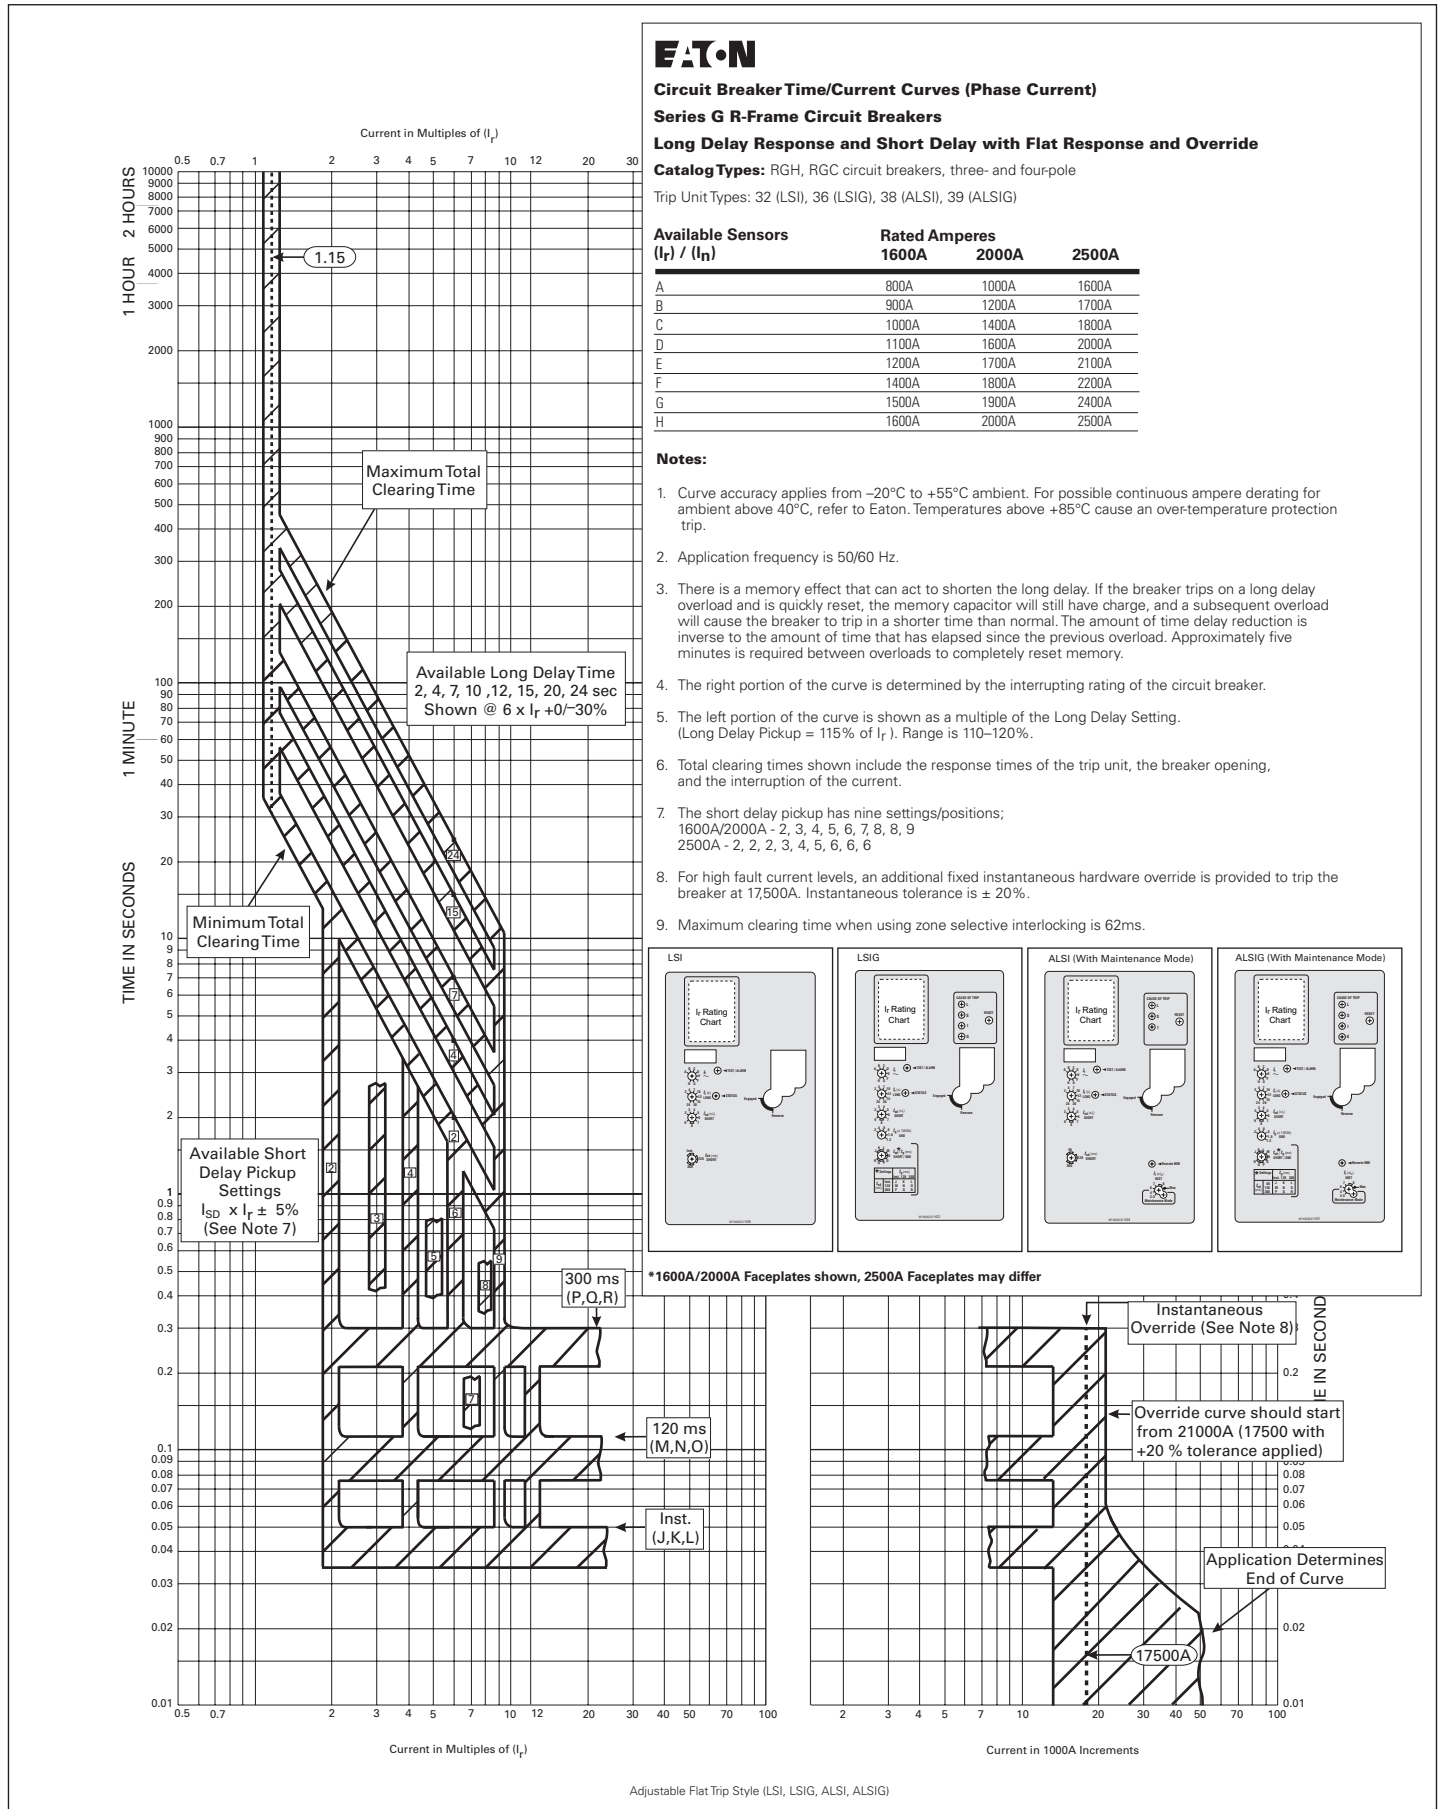 EATON
Circuit Breaker Time/Current Curves (Phase Current)
Series G R-Frame Circuit Breakers
Long Delay Response and Short Delay with Flat Response and Override
Catalog Types: RGH, RGC circuit breakers, three- and four-pole
Trip Unit Types: 32 (LSI), 36 (LSIG), 38 (ALSI), 39 (ALSIG)
Available Sensors Rated Amperes
(Ir) / (In) 1600A 2000A 2500A
A 800A 1000A 1600A
B 900A 1200A 1700A
C 1000A 1400A 1800A
D 1100A 1600A 2000A
E 1200A 1700A 2100A
F 1400A 1800A 2200A
G 1500A 1900A 2400A
H 1600A 2000A 2500A
Notes:
1. Curve accuracy applies from –20°C to +55°C ambient. For possible continuous ampere derating for
ambient above 40°C, refer to Eaton. Temperatures above +85°C cause an over-temperature protection
trip.
2. Application frequency is 50/60 Hz.
3. There is a memory effect that can act to shorten the long delay. If the breaker trips on a long delay
overload and is quickly reset, the memory capacitor will still have charge, and a subsequent overload
will cause the breaker to trip in a shorter time than normal. The amount of time delay reduction is
inverse to the amount of time that has elapsed since the previous overload. Approximately five
minutes is required between overloads to completely reset memory.
4. The right portion of the curve is determined by the interrupting rating of the circuit breaker.
5. The left portion of the curve is shown as a multiple of the Long Delay Setting.
(Long Delay Pickup = 115% of Ir ). Range is 110–120%.
6. Total clearing times shown include the response times of the trip unit, the breaker opening,
and the interruption of the current.
7. The short delay pickup has nine settings/positions;
1600A/2000A - 2, 3, 4, 5, 6, 7, 8, 8, 9
2500A - 2, 2, 2, 3, 4, 5, 6, 6, 6
8. For high fault current levels, an additional fixed instantaneous hardware override is provided to trip the
breaker at 17,500A. Instantaneous tolerance is ± 20%.
9. Maximum clearing time when using zone selective interlocking is 62ms.
LSI
Ir Rating
Chart
LSIG
Ir Rating
Chart
ALSI (With Maintenance Mode)
Ir Rating
Chart
ALSIG (With Maintenance Mode)
Ir Rating
Chart
*1600A/2000A Faceplates shown, 2500A Faceplates may differ
Current in Multiples of (Ir)
0.5 0.7 1 2 3 4 5 7 10 12 20 30
2 HOURS
1 HOUR
1 MINUTE
TIME IN SECONDS
10000
9000
8000
7000
6000
5000
4000
3000
2000
1000
900
800
700
600
500
400
300
200
100
90
80
70
60
50
40
30
20
10
9
8
7
6
5
4
3
2
1
0.9
0.8
0.7
0.6
0.5
0.4
0.3
0.2
0.1
0.09
0.08
0.07
0.06
0.05
0.04
0.03
0.02
0.01
1.15
Maximum Total
Clearing Time
Available Long Delay Time
2, 4, 7, 10 ,12, 15, 20, 24 sec
Shown @ 6 x Ir +0/–30%
Minimum Total
Clearing Time
24
15
7
4
2
Available Short
Delay Pickup
Settings
ISD x Ir ± 5%
(See Note 7)
2
3
4
5
6
7
8
9
300 ms
(P,Q,R)
120 ms
(M,N,O)
Inst.
(J,K,L)
0.5 0.7 2 3 4 5 7 10 12 20 30 40 50 70 100
Current in Multiples of (Ir)
Instantaneous
Override (See Note 8)
Override curve should start
from 21000A (17500 with
+20 % tolerance applied)
Application Determines
End of Curve
17500A
0.2
0.08
0.07
0.06
0.05
0.03
0.02
0.01
2 3 4 5 7 10 20 30 40 50 70 100
Current in 1000A Increments
Adjustable Flat Trip Style (LSI, LSIG, ALSI, ALSIG)